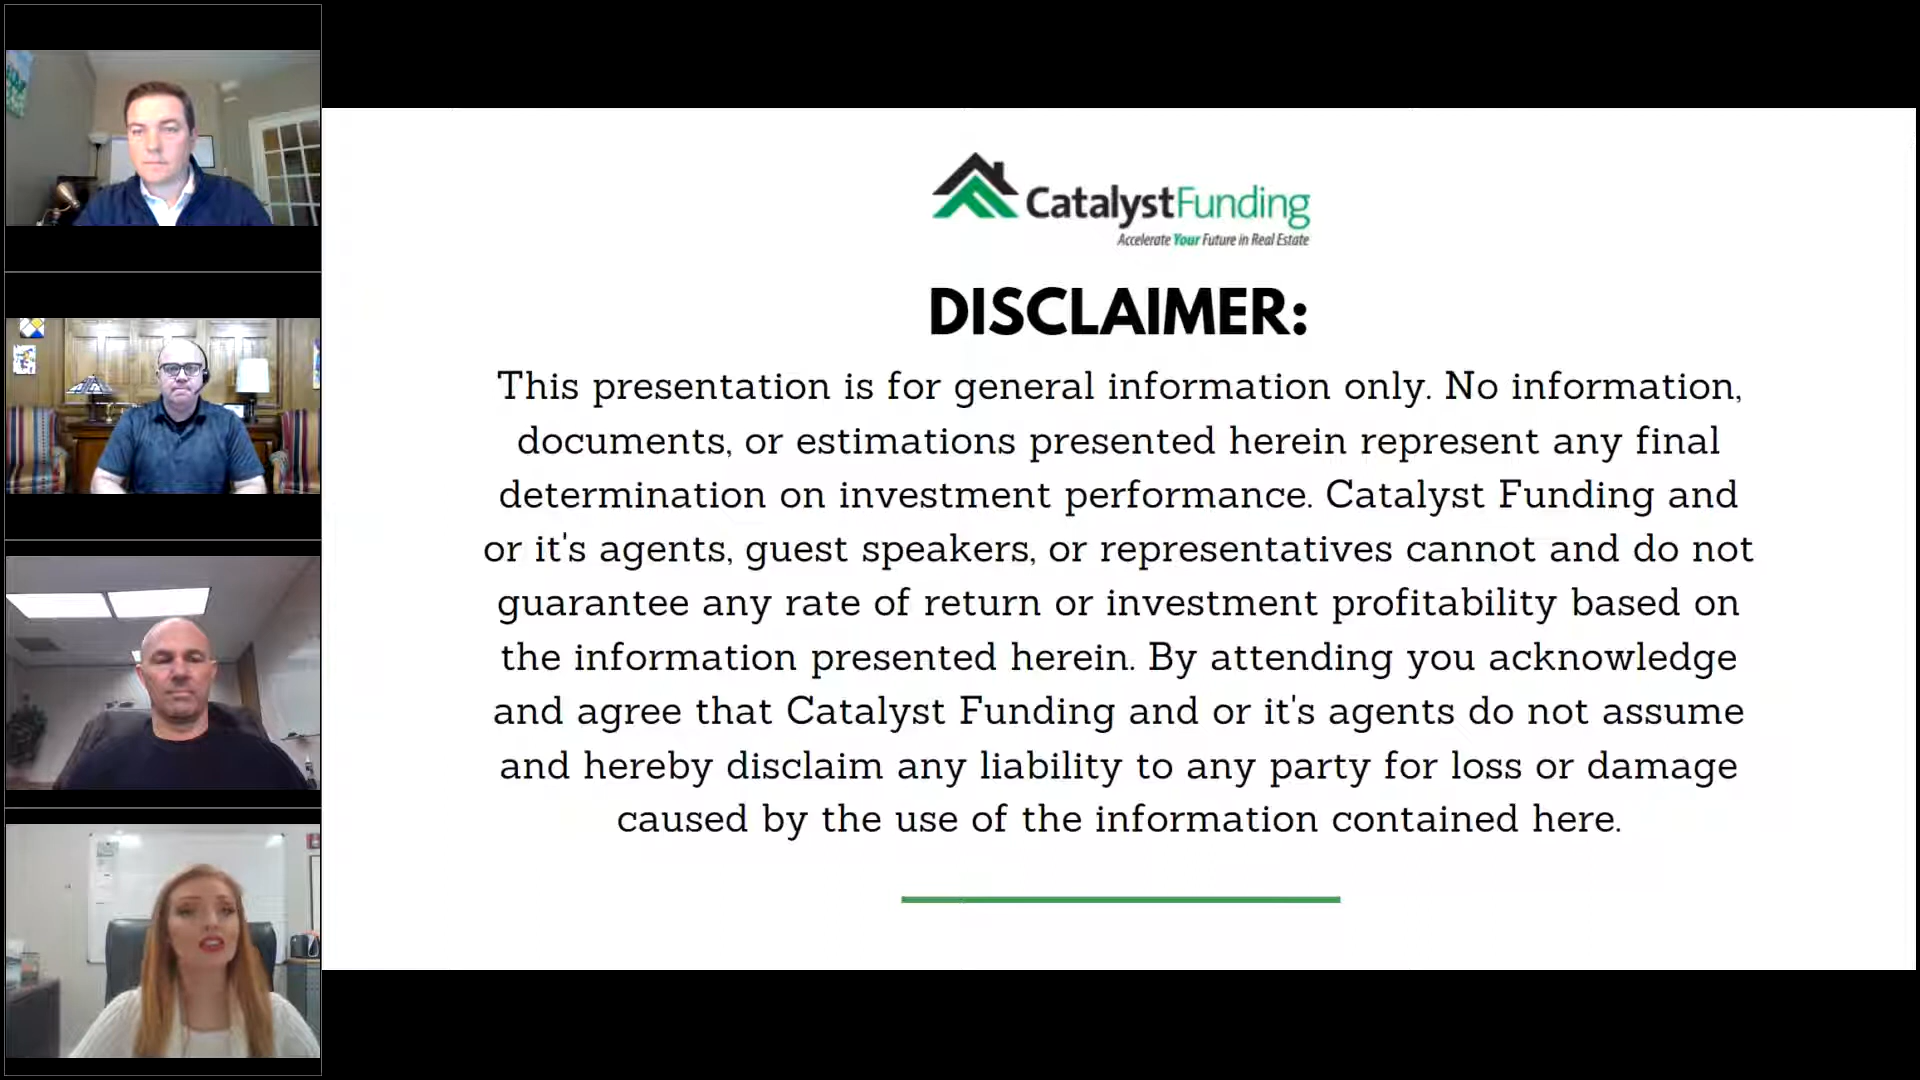 CatalystFunding
Accelerate Your Future in Real Estate
DISCLAIMER:
This presentation is for general information only. No information,
documents, or estimations presented herein represent any final
determination on investment performance. Catalyst Funding and
or it's agents, guest speakers, or representatives cannot and do not
guarantee any rate of return or investment profitability based on
the information presented herein. By attending you acknowledge
and agree that Catalyst Funding and or it's agents do not assume
and hereby disclaim any liability to any party for loss or damage
caused by the use of the information contained here.